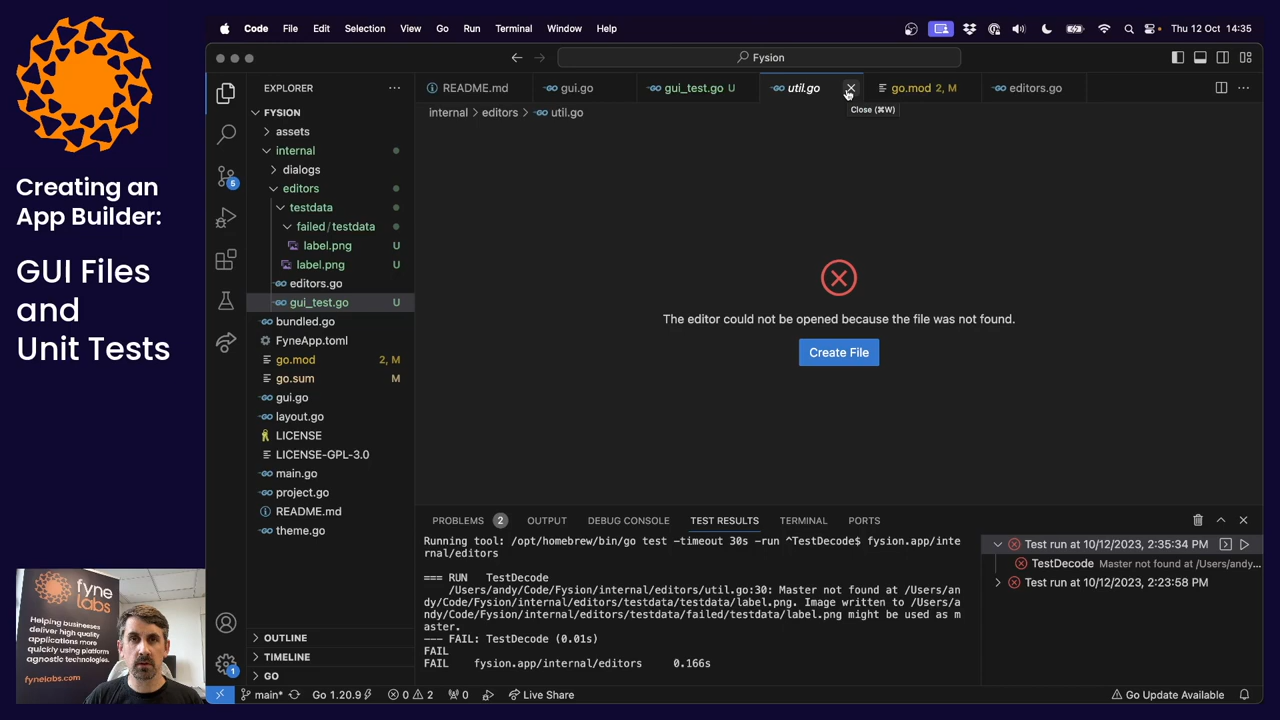 Creating an
App Builder:
GUI Files
and
Unit Tests
fyne
labs
Helping businesses
deliver high quality
applications more
quickly using platform
agnostic technologies.
fynelabs.com
Code File Edit Selection View Go Run Terminal Window Help
Thu 12 Oct 14:35
Fysion
EXPLORER
FYSION
assets
internal
dialogs
editors
testdata
failed/testdata
label.png U
label.png U
editors.go
gui_test.go U
bundled.go
FyneApp.toml
go.mod 2, M
go.sum M
gui.go
layout.go
LICENSE
LICENSE-GPL-3.0
main.go
project.go
README.md
theme.go
OUTLINE
TIMELINE
GO
5
1
README.md gui.go gui_test.go U util.go go.mod 2, M editors.go
Close (⌘W)
internal > editors > util.go
The editor could not be opened because the file was not found.
Create File
PROBLEMS 2 OUTPUT DEBUG CONSOLE TEST RESULTS TERMINAL PORTS
Running tool: /opt/homebrew/bin/go test -timeout 30s -run ^TestDecode$ fysion.app/inte
rnal/editors
=== RUN   TestDecode
/Users/andy/Code/Fysion/internal/editors/util.go:30: Master not found at /Users/an
dy/Code/Fysion/internal/editors/testdata/testdata/label.png. Image written to /Users/a
ndy/Code/Fysion/internal/editors/testdata/failed/testdata/label.png might be used as m
aster.
--- FAIL: TestDecode (0.01s)
FAIL
FAIL    fysion.app/internal/editors     0.166s
Test run at 10/12/2023, 2:35:34 PM
TestDecode Master not found at /Users/andy...
Test run at 10/12/2023, 2:23:58 PM
main* Go 1.20.9 0 2 0 Live Share
Go Update Available